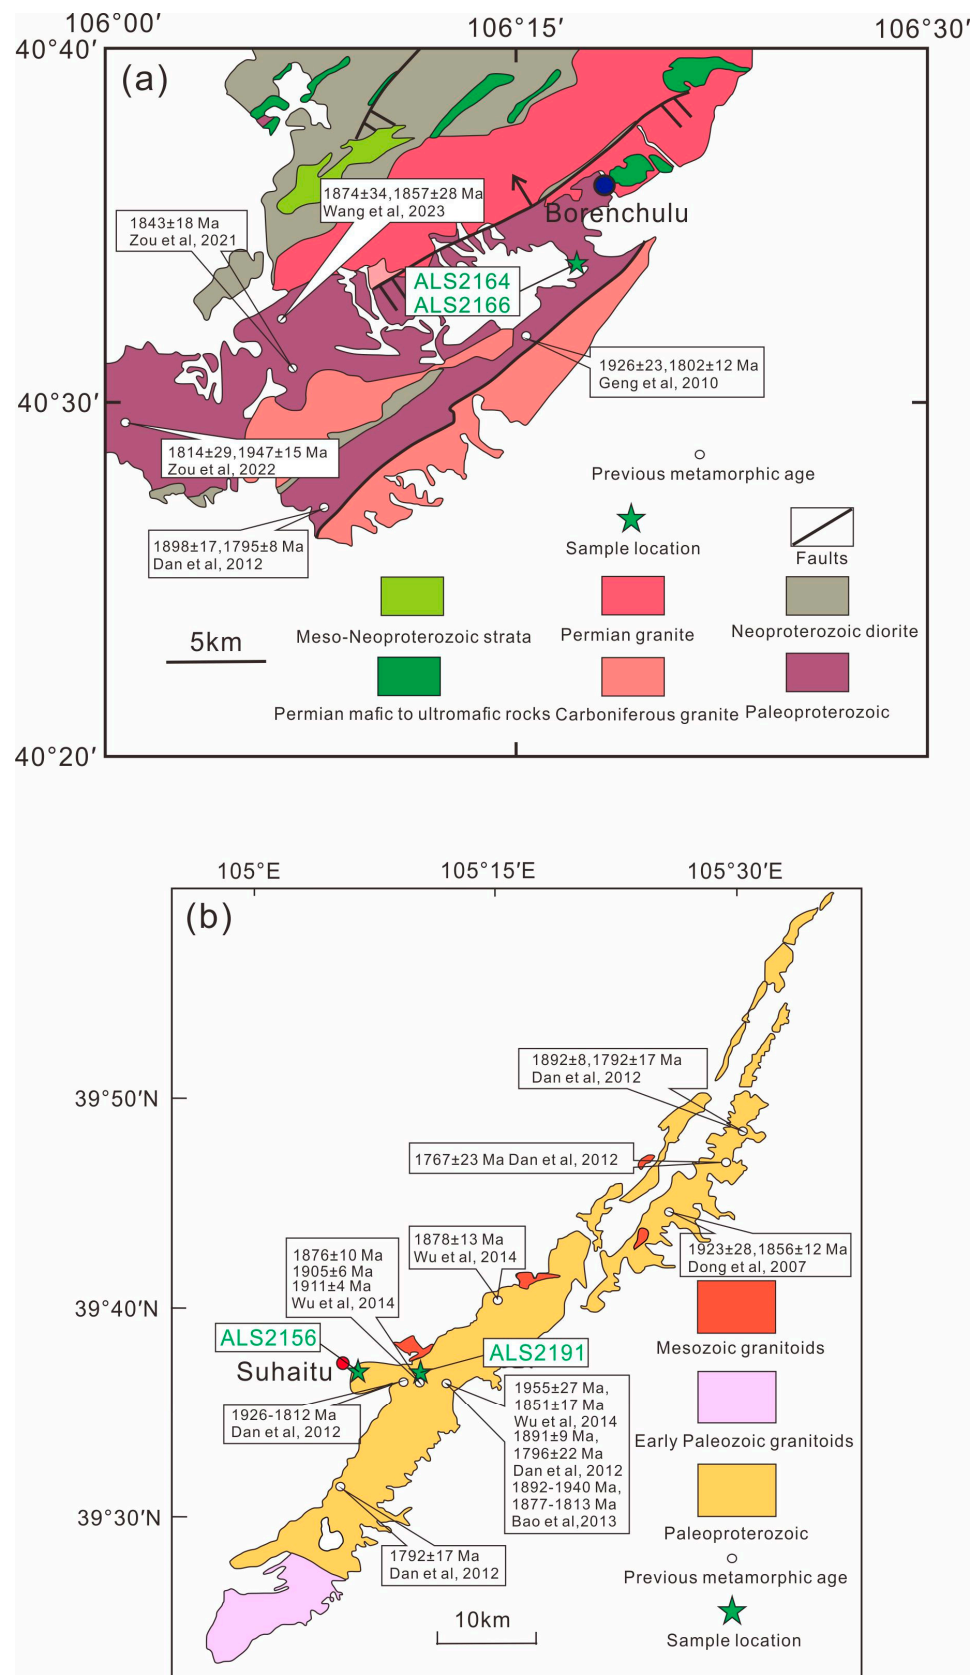 106°00′
106°15′
106°30′
40°40′
(a)
1874±34,1857±28 Ma
Wang et al, 2023
1843±18 Ma
Zou et al, 2021
Borenchulu
ALS2164
ALS2166
1926±23,1802±12 Ma
Geng et al, 2010
40°30′
1814±29,1947±15 Ma
Zou et al, 2022
Previous metamorphic age
1898±17,1795±8 Ma
Dan et al, 2012
Sample location
Faults
5km
Meso-Neoproterozoic strata
Permian granite
Neoproterozoic diorite
Permian mafic to ultromafic rocks
Carboniferous granite
Paleoproterozoic
40°20′
105°E
105°15′E
105°30′E
(b)
1892±8,1792±17 Ma
Dan et al, 2012
39°50′N
1767±23 Ma Dan et al, 2012
1878±13 Ma
Wu et al, 2014
1923±28,1856±12 Ma
Dong et al, 2007
1876±10 Ma
1905±6 Ma
1911±4 Ma
Wu et al, 2014
39°40′N
ALS2156
Mesozoic granitoids
ALS2191
Suhaitu
1926-1812 Ma
Dan et al, 2012
1955±27 Ma,
1851±17 Ma
Wu et al, 2014
1891±9 Ma,
1796±22 Ma
Dan et al, 2012
1892-1940 Ma,
1877-1813 Ma
Bao et al,2013
Early Paleozoic granitoids
39°30′N
Paleoproterozoic
1792±17 Ma
Dan et al, 2012
Previous metamorphic age
10km
Sample location